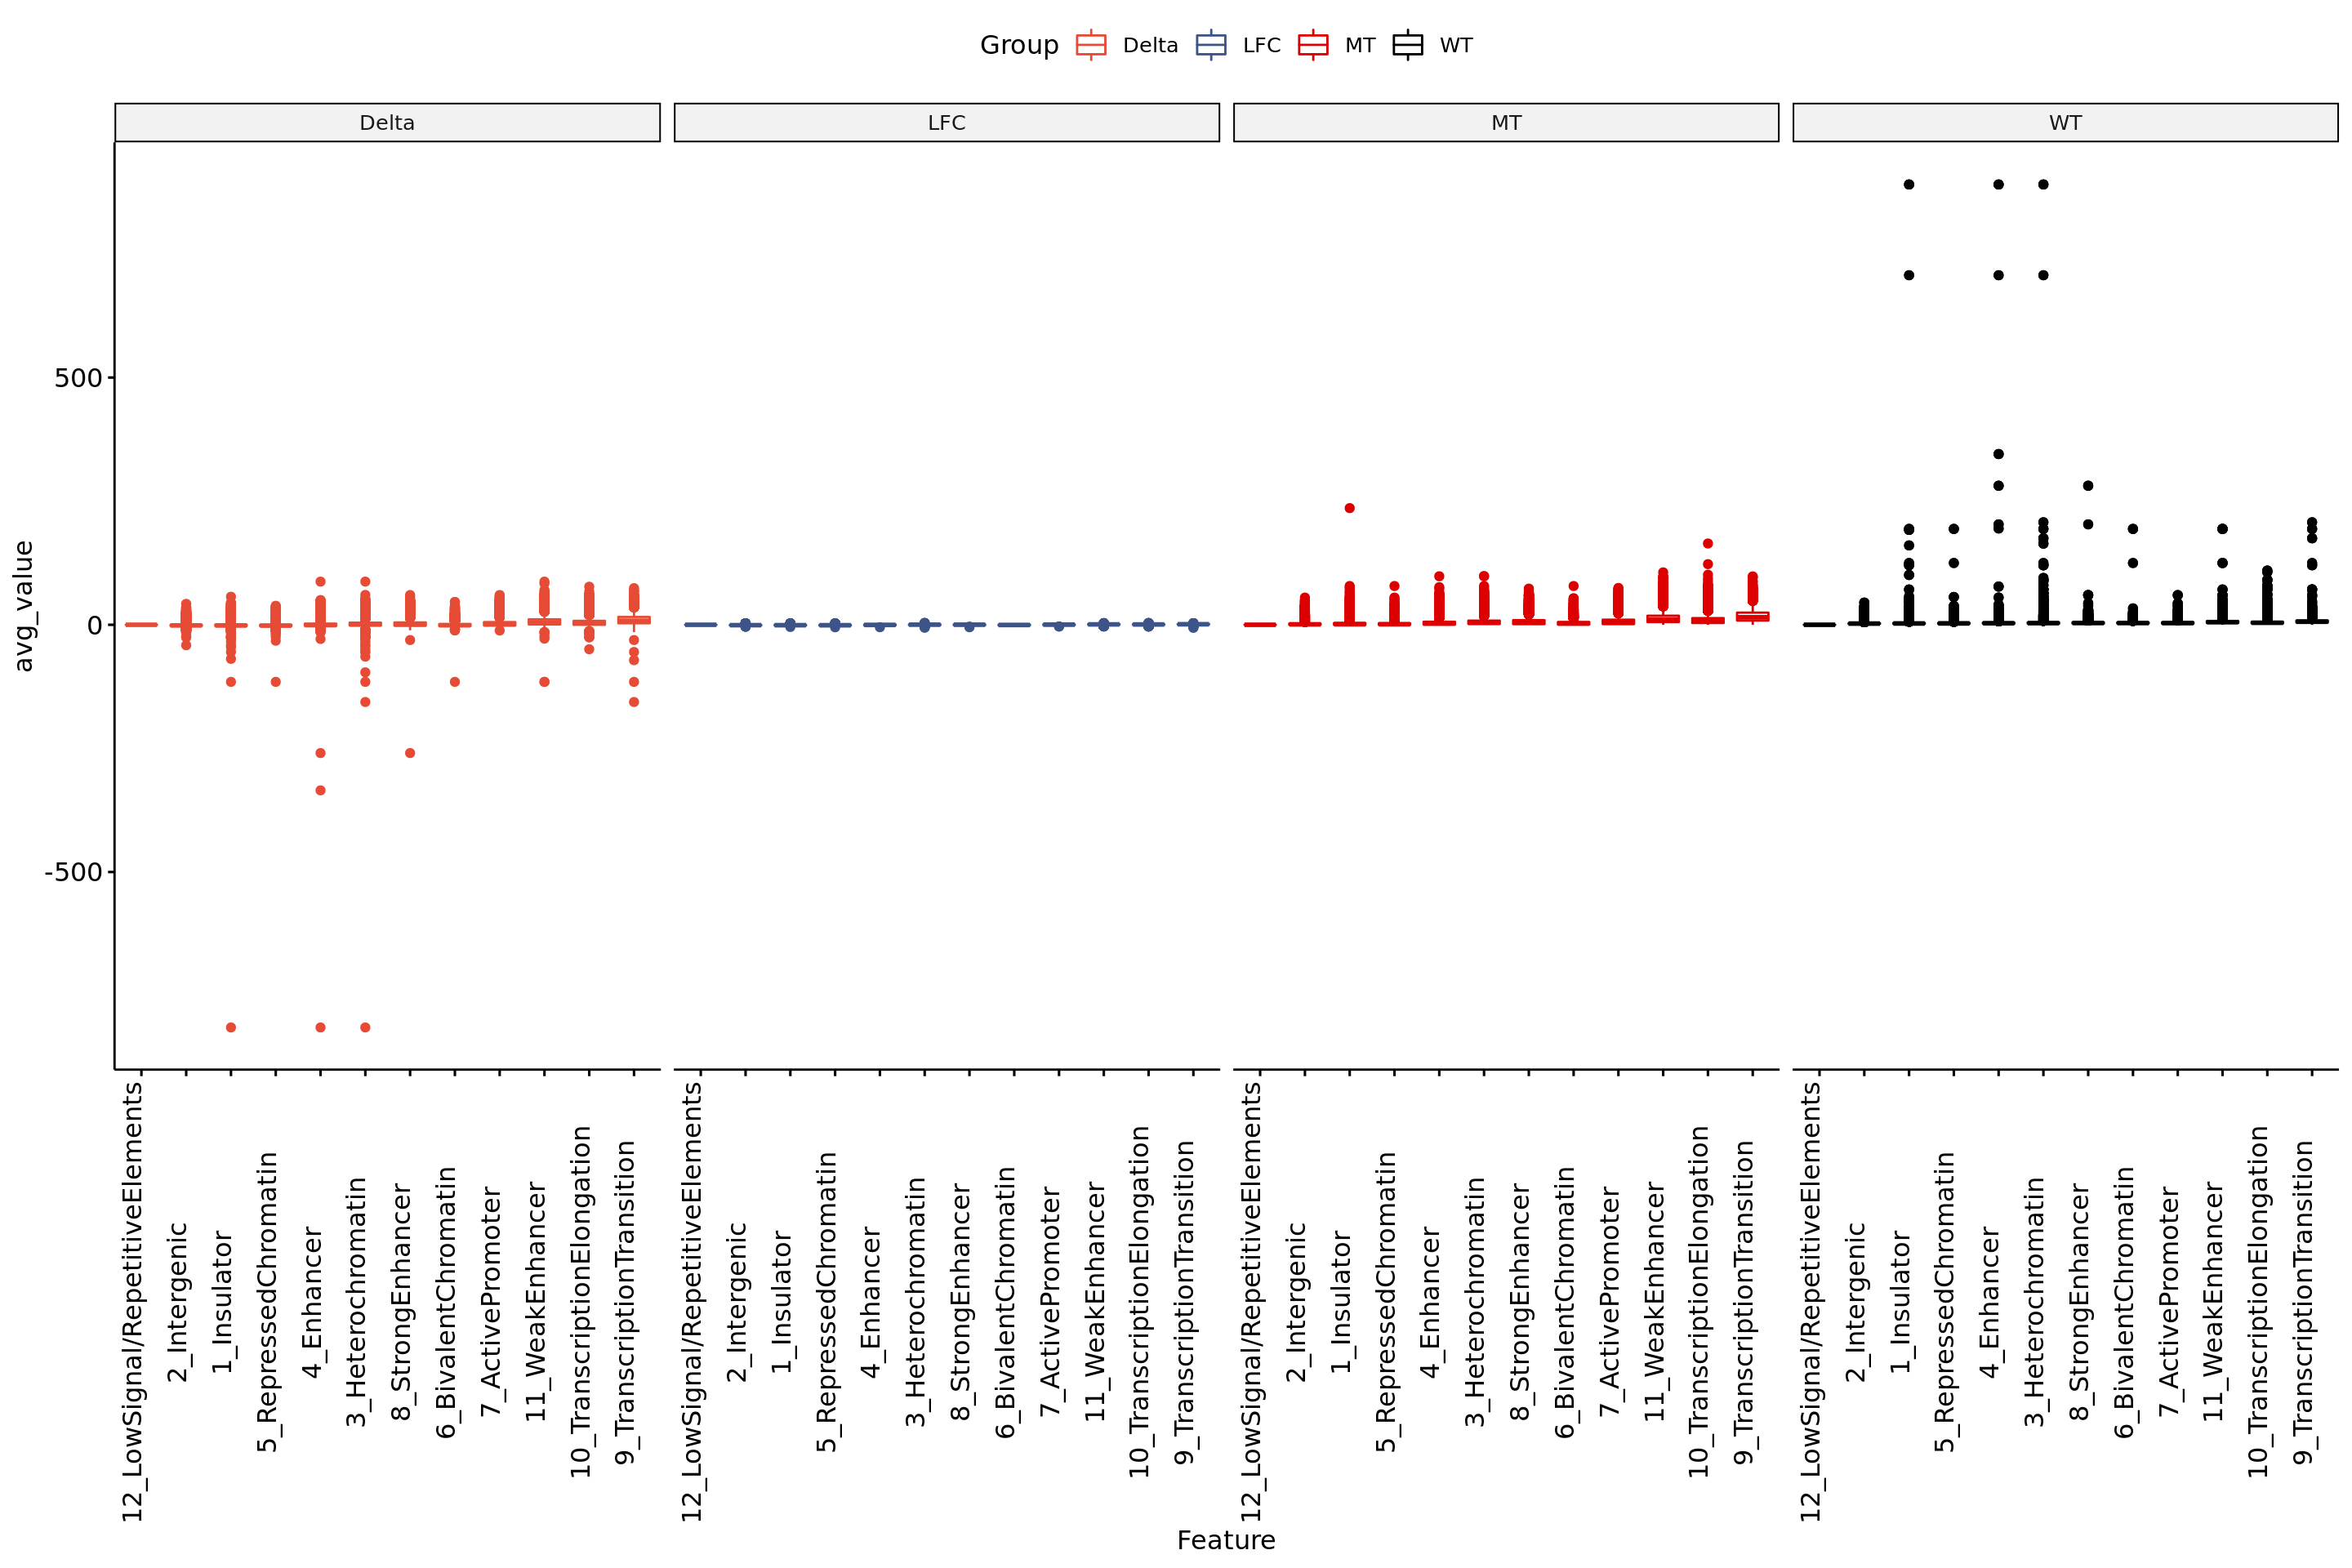 Group Delta LFC MT WT
Delta LFC MT WT
avg_value
500
0
-500
12_LowSignal/RepetitiveElements
2_Intergenic
1_Insulator
5_RepressedChromatin
4_Enhancer
3_Heterochromatin
8_StrongEnhancer
6_BivalentChromatin
7_ActivePromoter
11_WeakEnhancer
10_TranscriptionElongation
9_TranscriptionTransition
12_LowSignal/RepetitiveElements
2_Intergenic
1_Insulator
5_RepressedChromatin
4_Enhancer
3_Heterochromatin
8_StrongEnhancer
6_BivalentChromatin
7_ActivePromoter
11_WeakEnhancer
10_TranscriptionElongation
9_TranscriptionTransition
12_LowSignal/RepetitiveElements
2_Intergenic
1_Insulator
5_RepressedChromatin
4_Enhancer
3_Heterochromatin
8_StrongEnhancer
6_BivalentChromatin
7_ActivePromoter
11_WeakEnhancer
10_TranscriptionElongation
9_TranscriptionTransition
12_LowSignal/RepetitiveElements
2_Intergenic
1_Insulator
5_RepressedChromatin
4_Enhancer
3_Heterochromatin
8_StrongEnhancer
6_BivalentChromatin
7_ActivePromoter
11_WeakEnhancer
10_TranscriptionElongation
9_TranscriptionTransition
Feature